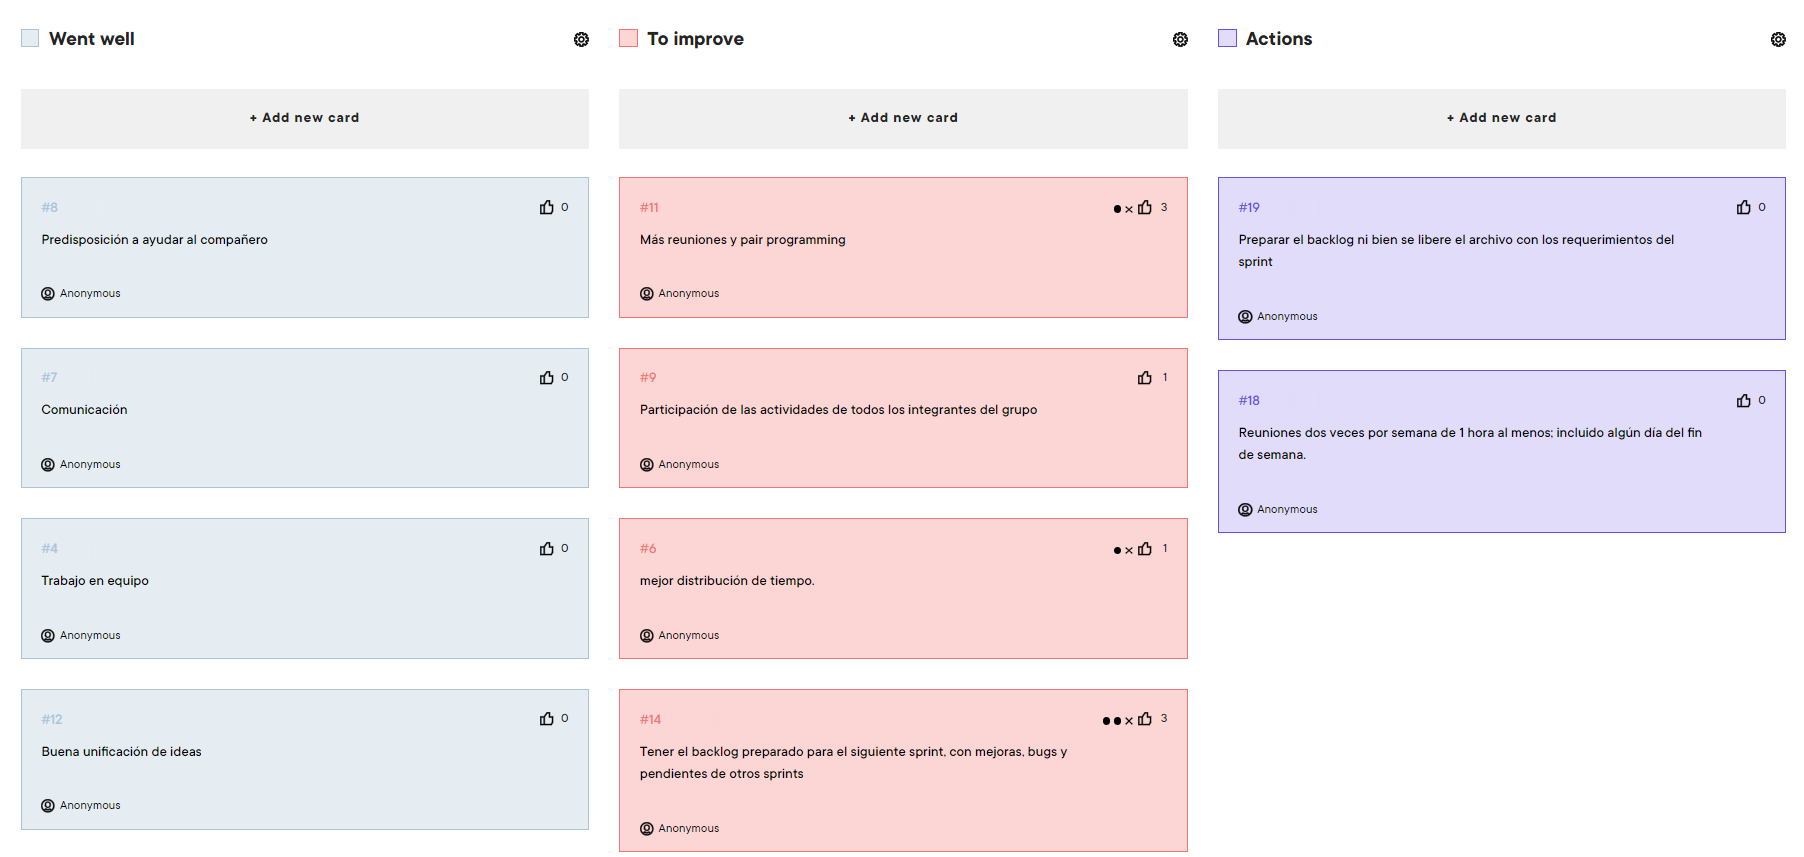 Went well
+ Add new card
#8
0
Predisposición a ayudar al compañero
Anonymous
#7
0
Comunicación
Anonymous
#4
0
Trabajo en equipo
Anonymous
#12
0
Buena unificación de ideas
Anonymous
To improve
+ Add new card
#11
3
Más reuniones y pair programming
Anonymous
#9
1
Participación de las actividades de todos los integrantes del grupo
Anonymous
#6
1
mejor distribución de tiempo.
Anonymous
#14
3
Tener el backlog preparado para el siguiente sprint, con mejoras, bugs y
pendientes de otros sprints
Anonymous
Actions
+ Add new card
#19
0
Preparar el backlog ni bien se libere el archivo con los requerimientos del
sprint
Anonymous
#18
0
Reuniones dos veces por semana de 1 hora al menos; incluido algún día del fin
de semana.
Anonymous